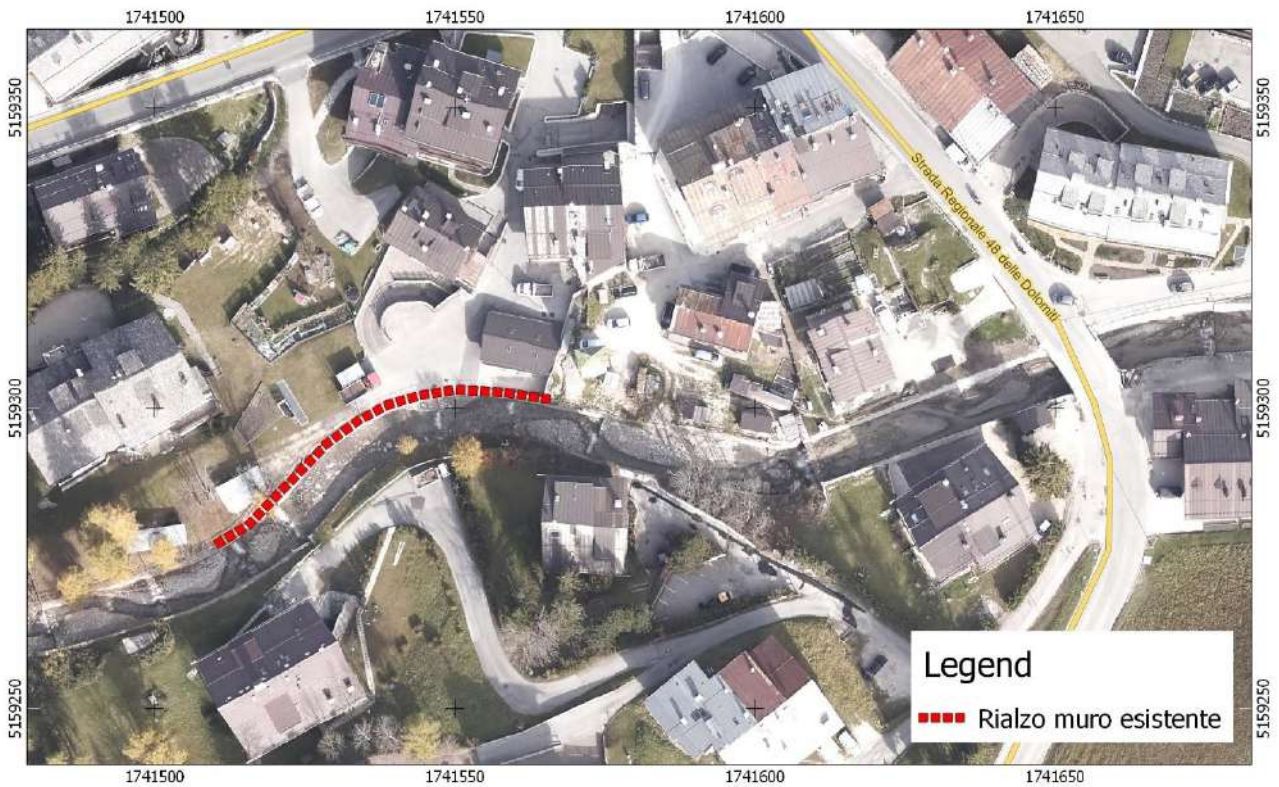 1741500 1741550 1741600 1741650
5159350 5159350
Strada Regionale 48 delle Dolomiti
5159300 5159300
5159250 5159250
Legend
Rialzo muro esistente
1741500 1741550 1741600 1741650